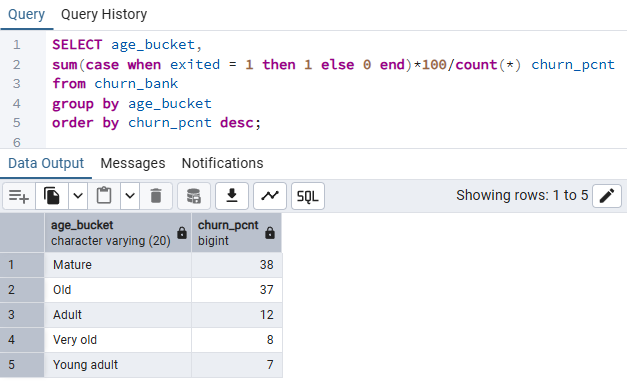 Query Query History
1 SELECT age_bucket,
2 sum(case when exited = 1 then 1 else 0 end)*100/count(*) churn_pcnt
3 from churn_bank
4 group by age_bucket
5 order by churn_pcnt desc;
6
Data Output Messages Notifications
SQL Showing rows: 1 to 5
age_bucket churn_pcnt
character varying (20) bigint
1 Mature 38
2 Old 37
3 Adult 12
4 Very old 8
5 Young adult 7